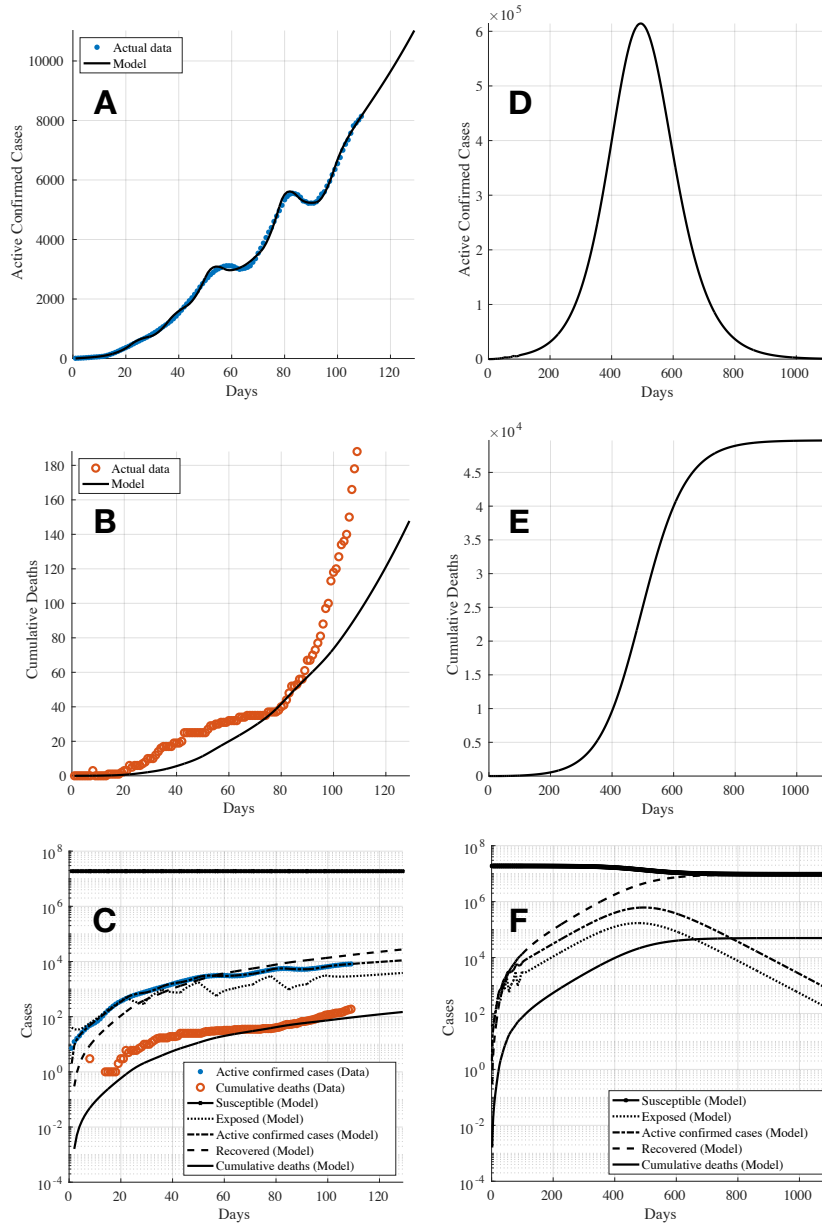 Actual data
Model
A
10000
8000
6000
4000
2000
0
Active Confirmed Cases
0 20 40 60 80 100 120
Days
×10^5
D
6
5
4
3
2
1
0
Active Confirmed Cases
0 200 400 600 800 1000
Days
Actual data
Model
B
180
160
140
120
100
80
60
40
20
0
Cumulative Deaths
0 20 40 60 80 100 120
Days
×10^4
E
4.5
4
3.5
3
2.5
2
1.5
1
0.5
0
Cumulative Deaths
0 200 400 600 800 1000
Days
C
10^8
10^6
10^4
10^2
10^0
10^-2
10^-4
Cases
Active confirmed cases (Data)
Cumulative deaths (Data)
Susceptible (Model)
Exposed (Model)
Active confirmed cases (Model)
Recovered (Model)
Cumulative deaths (Model)
0 20 40 60 80 100 120
Days
F
10^8
10^6
10^4
10^2
10^0
10^-2
10^-4
Cases
Susceptible (Model)
Exposed (Model)
Active confirmed cases (Model)
Recovered (Model)
Cumulative deaths (Model)
0 200 400 600 800 1000
Days